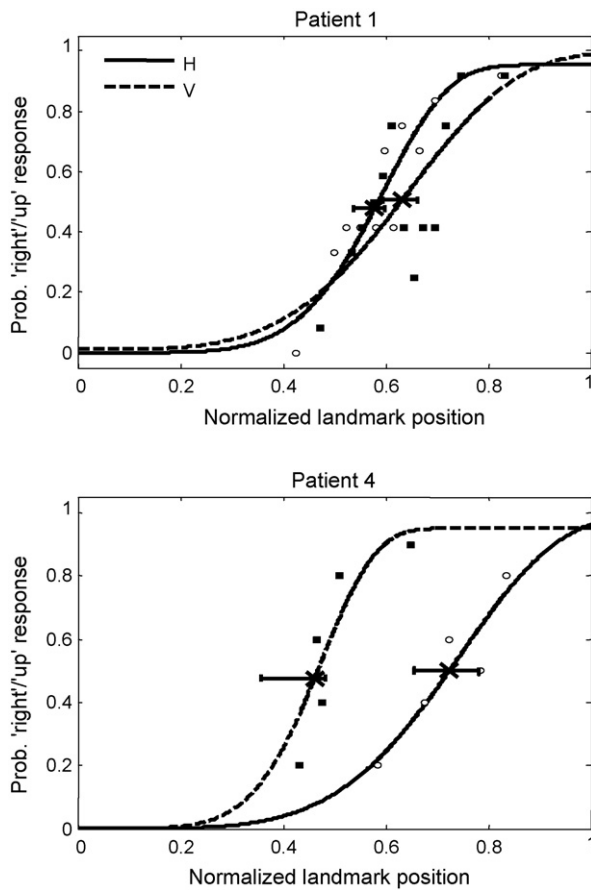 Patient 1
H
V
Prob. 'right'/'up' response
1
0.8
0.6
0.4
0.2
0
0 0.2 0.4 0.6 0.8 1
Normalized landmark position
Patient 4
Prob. 'right'/'up' response
1
0.8
0.6
0.4
0.2
0
0 0.2 0.4 0.6 0.8 1
Normalized landmark position